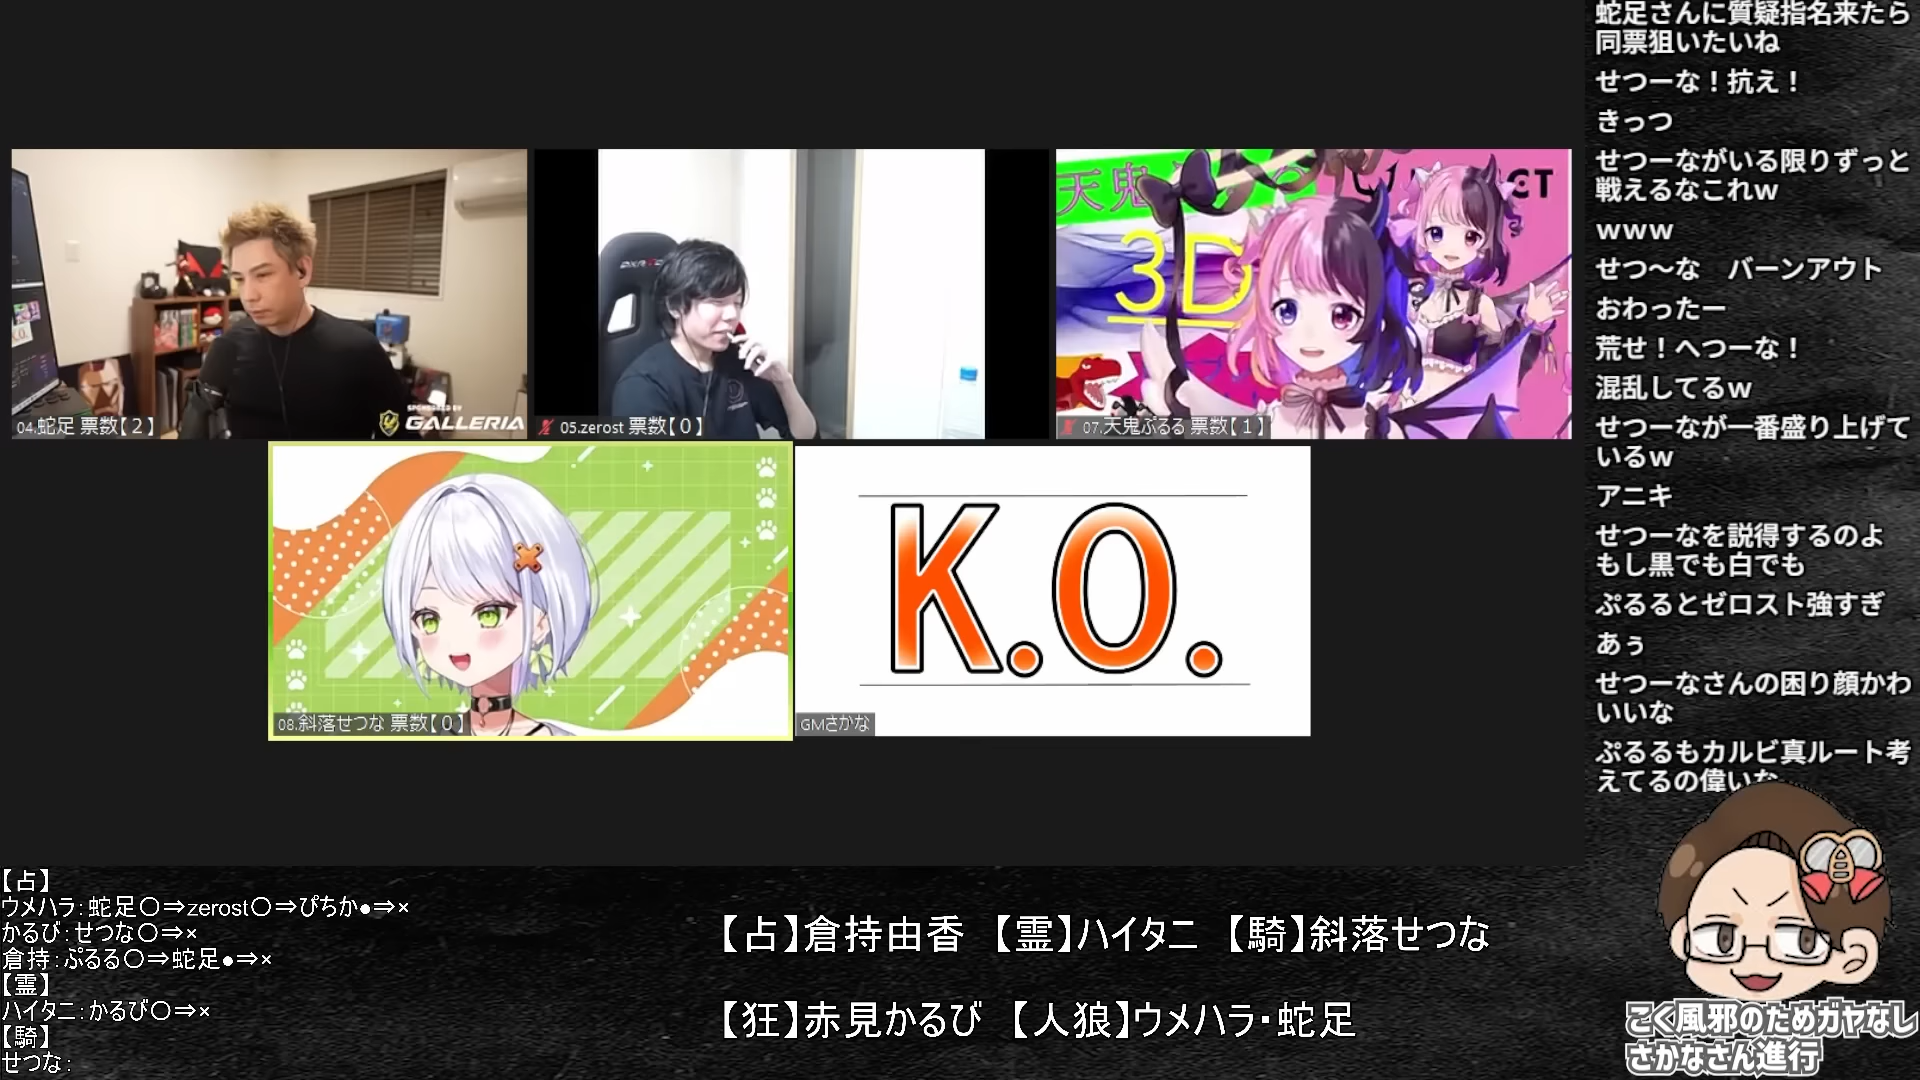 蛇足さんに質疑指名来たら
同票狙いたいね
せつーな！抗え！
きっつ
せつーながいる限りずっと
戦えるなこれw
www
せつ〜な　バーンアウト
おわったー
荒せ！へつーな！
混乱してるw
せつーなが一番盛り上げて
いるw
アニキ
せつーなを説得するのよ
もし黒でも白でも
ぷるるとゼロスト強すぎ
あぅ
せつーなさんの困り顔かわ
いいな
ぷるるもカルビ真ルート考
えてるの偉いな
SPONSORED BY
GALLERIA
04.蛇足 票数【2】
DXRACER
05.zerost 票数【0】
天鬼
3D
07.天鬼ぷるる 票数【1】
08.斜落せつな 票数【0】
K.O.
GMさかな
【占】
ウメハラ：蛇足〇⇒zerost〇⇒ぴちか●⇒×
かるび：せつな〇⇒×
倉持：ぷるる〇⇒蛇足●⇒×
【霊】
ハイタニ：かるび〇⇒×
【騎】
せつな：
【占】倉持由香 【霊】ハイタニ 【騎】斜落せつな
【狂】赤見かるび 【人狼】ウメハラ・蛇足
こく風邪のためガヤなし
さかなさん進行